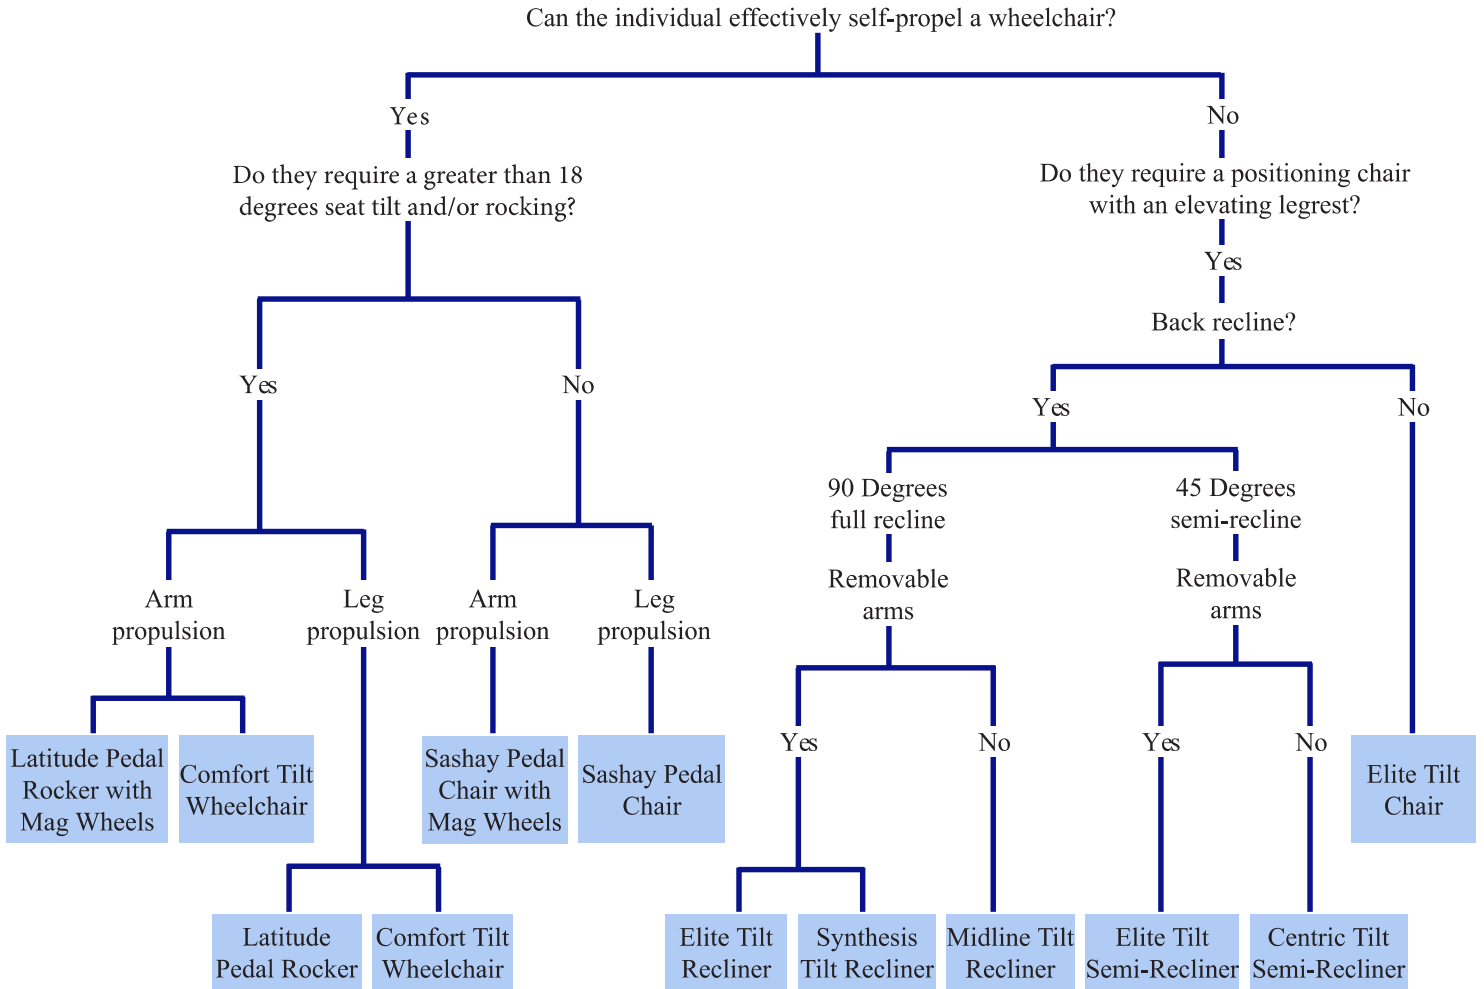 Can the individual effectively self-propel a wheelchair?
Yes
No
Do they require a greater than 18
degrees seat tilt and/or rocking?
Do they require a positioning chair
with an elevating legrest?
Yes
Back recline?
Yes
No
Yes
No
90 Degrees
full recline
45 Degrees
semi-recline
Removable
arms
Removable
arms
Arm
propulsion
Leg
propulsion
Arm
propulsion
Leg
propulsion
Yes
No
Yes
No
Latitude Pedal
Rocker with
Mag Wheels
Comfort Tilt
Wheelchair
Sashay Pedal
Chair with
Mag Wheels
Sashay Pedal
Chair
Elite Tilt
Chair
Latitude
Pedal Rocker
Comfort Tilt
Wheelchair
Elite Tilt
Recliner
Synthesis
Tilt Recliner
Midline Tilt
Recliner
Elite Tilt
Semi-Recliner
Centric Tilt
Semi-Recliner